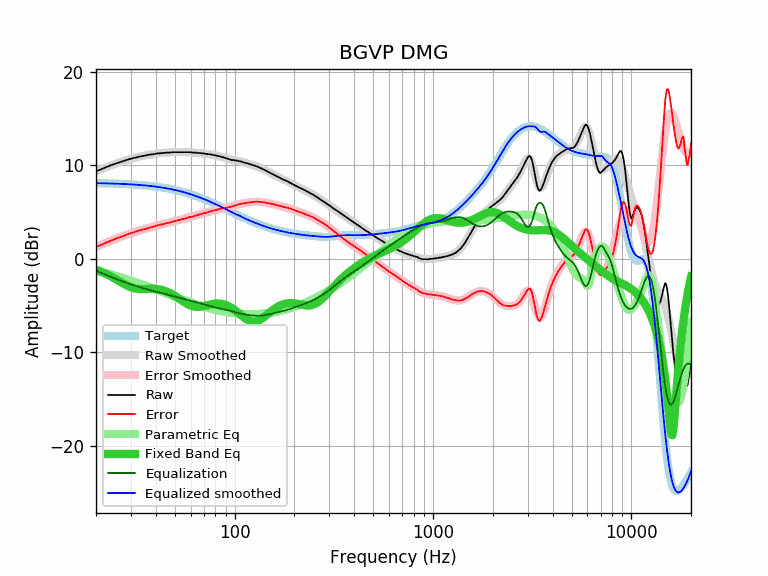 BGVP DMG
20
10
0
−10
−20
Amplitude (dBr)
Target
Raw Smoothed
Error Smoothed
Raw
Error
Parametric Eq
Fixed Band Eq
Equalization
Equalized smoothed
100 1000 10000
Frequency (Hz)